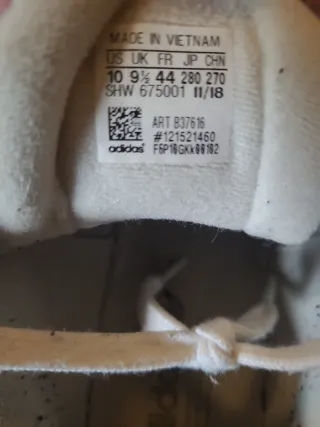 MADE IN VIETNAM
US UK FR JP CHN
10 9½ 44 280 270
SHW 675001 11/18
ART B37616
#121521460
adidas F6P10GKx00102